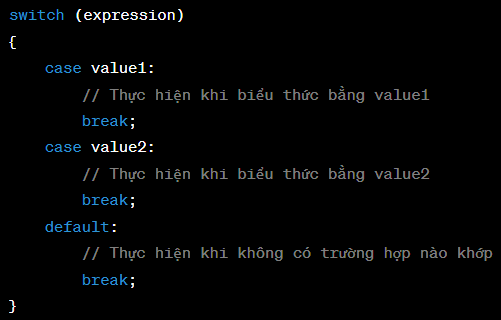 switch (expression)
{
    case value1:
        // Thực hiện khi biểu thức bằng value1
        break;
    case value2:
        // Thực hiện khi biểu thức bằng value2
        break;
    default:
        // Thực hiện khi không có trường hợp nào khớp
        break;
}